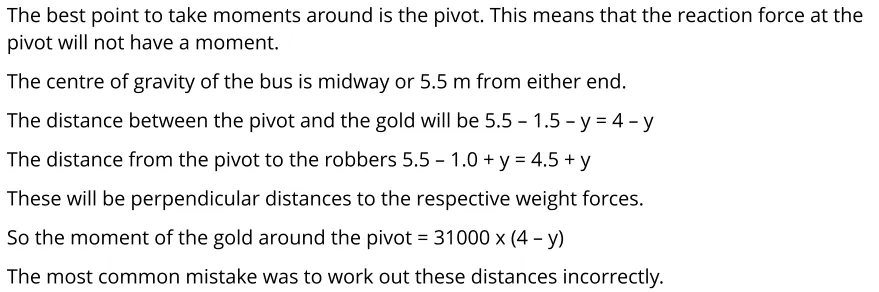 The best point to take moments around is the pivot. This means that the reaction force at the
pivot will not have a moment.
The centre of gravity of the bus is midway or 5.5 m from either end.
The distance between the pivot and the gold will be 5.5 – 1.5 – y = 4 – y
The distance from the pivot to the robbers 5.5 – 1.0 + y = 4.5 + y
These will be perpendicular distances to the respective weight forces.
So the moment of the gold around the pivot = 31000 x (4 – y)
The most common mistake was to work out these distances incorrectly.